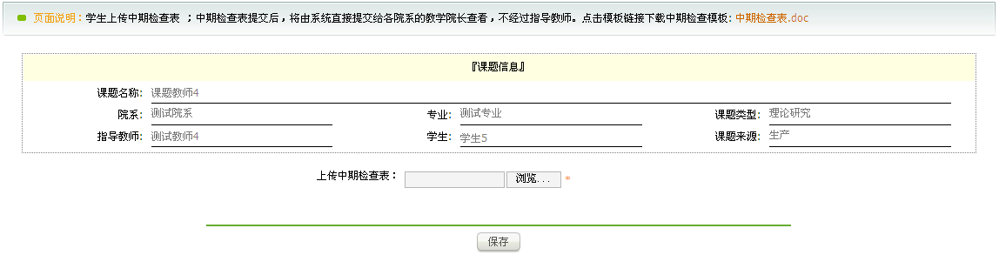 页面说明：学生上传中期检查表 ；中期检查表提交后，将由系统直接提交给各院系的教学院长查看，不经过指导教师。点击模板链接下载中期检查模板: 中期检查表.doc
『课题信息』
课题名称: 课题教师4
院系: 测试院系 专业: 测试专业 课题类型: 理论研究
指导教师: 测试教师4 学生: 学生5 课题来源: 生产
上传中期检查表： 浏览... *
保存